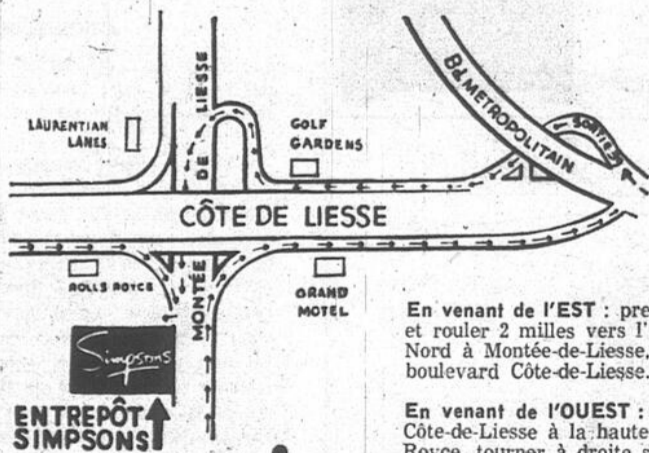 LAURENTIAN
LANES
DE LIESSE
GOLF
GARDENS
Bd. METROPOLITAIN
CÔTE DE LIESSE
ROLLS ROYCE
MONTÉE
GRAND
MOTEL
Simpsons
ENTREPÔT
SIMPSONS
En venant de l'EST :
et rouler 2 milles vers
Nord à Montée-de-Liesse,
boulevard Côte-de-Liesse.
En venant de l'OUEST :
Côte-de-Liesse à la hauteur
Royce, tourner à droite